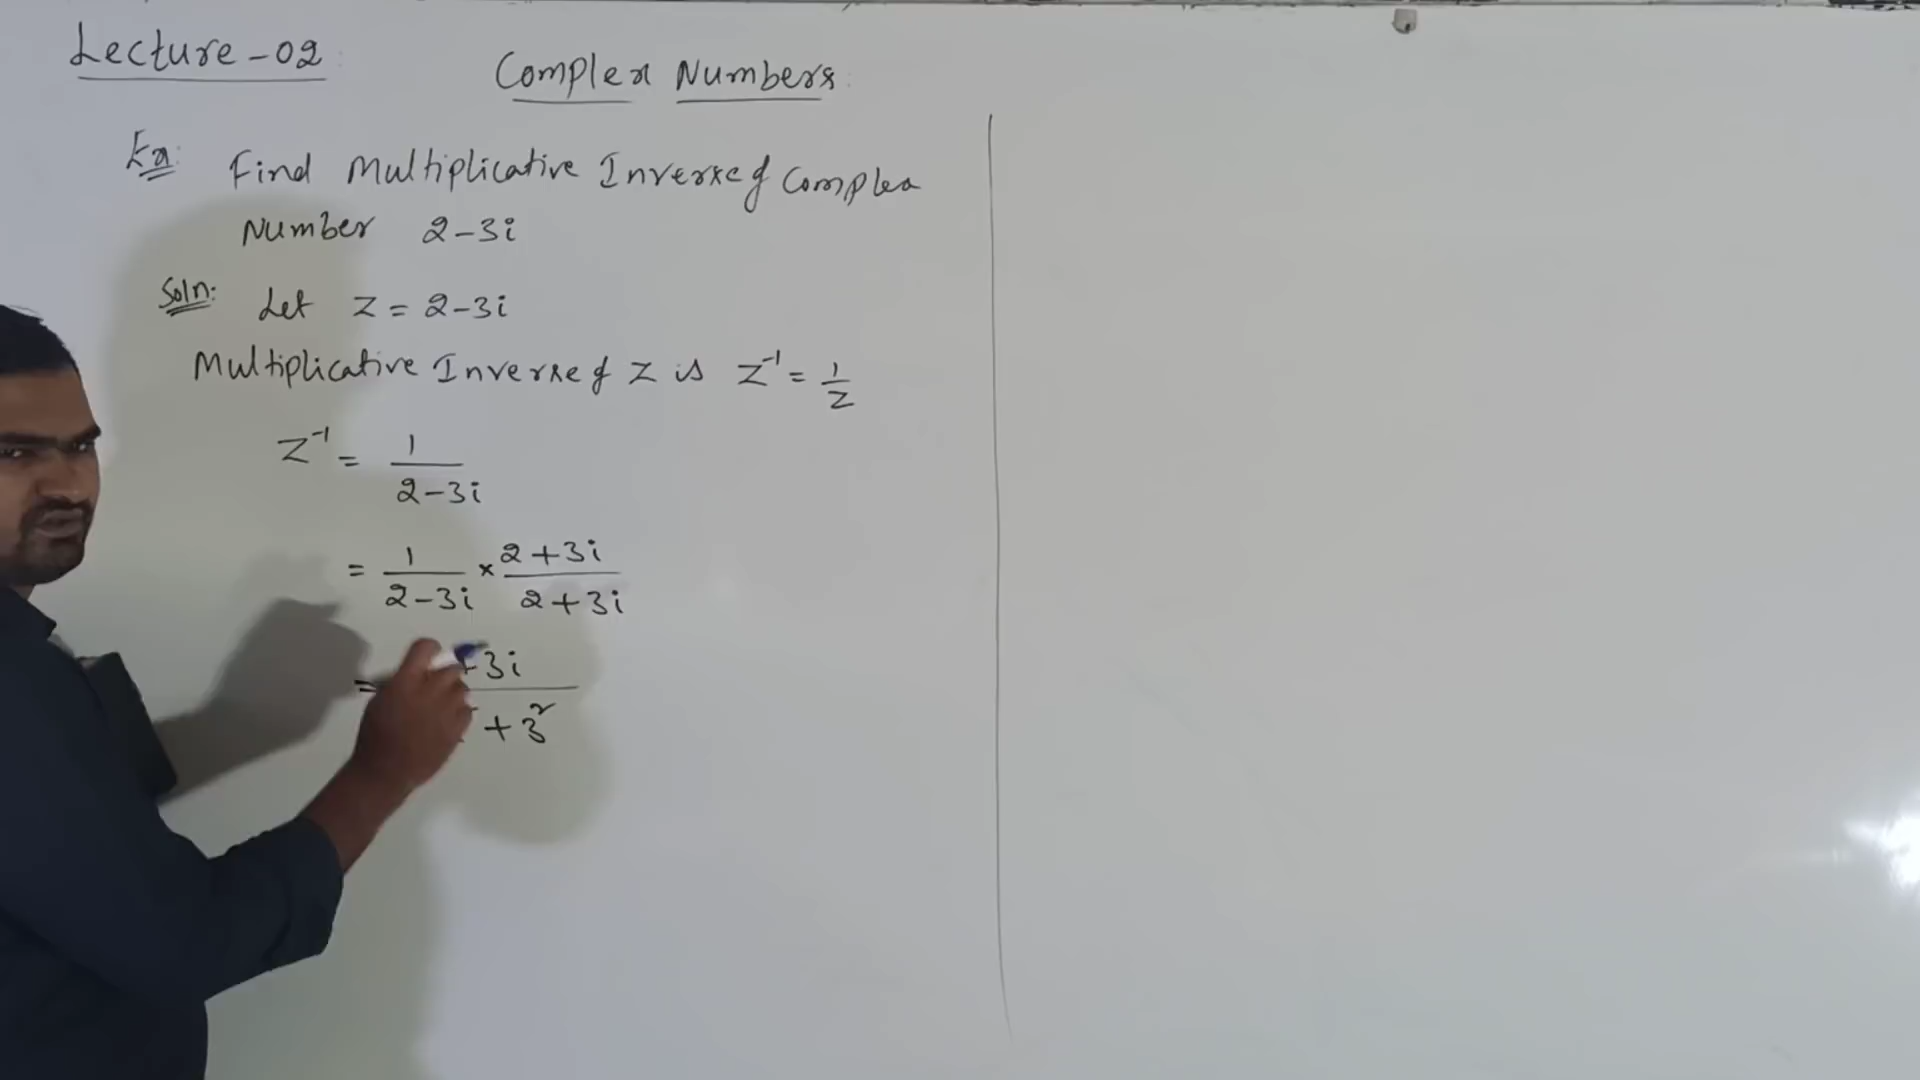 Lecture-02
Complex Numbers
Ex: Find Multiplicative Inverse of Complex
Number 2-3i
Soln: Let z = 2-3i
Multiplicative Inverse of z is z⁻¹ = 1/z
z⁻¹ = 1/(2-3i)
= 1/(2-3i) × (2+3i)/(2+3i)
= +3i / + 3²